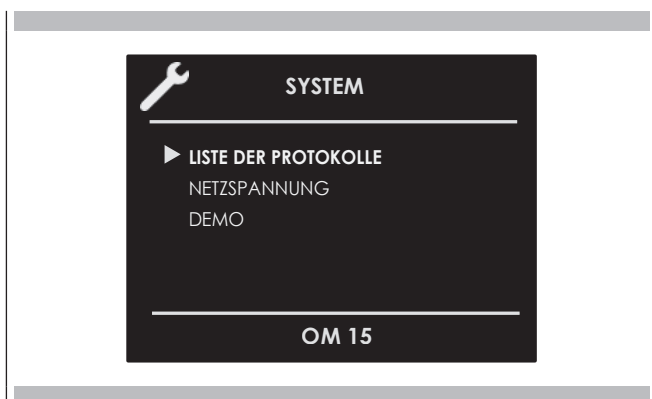 SYSTEM
LISTE DER PROTOKOLLE
NETZSPANNUNG
DEMO
OM 15